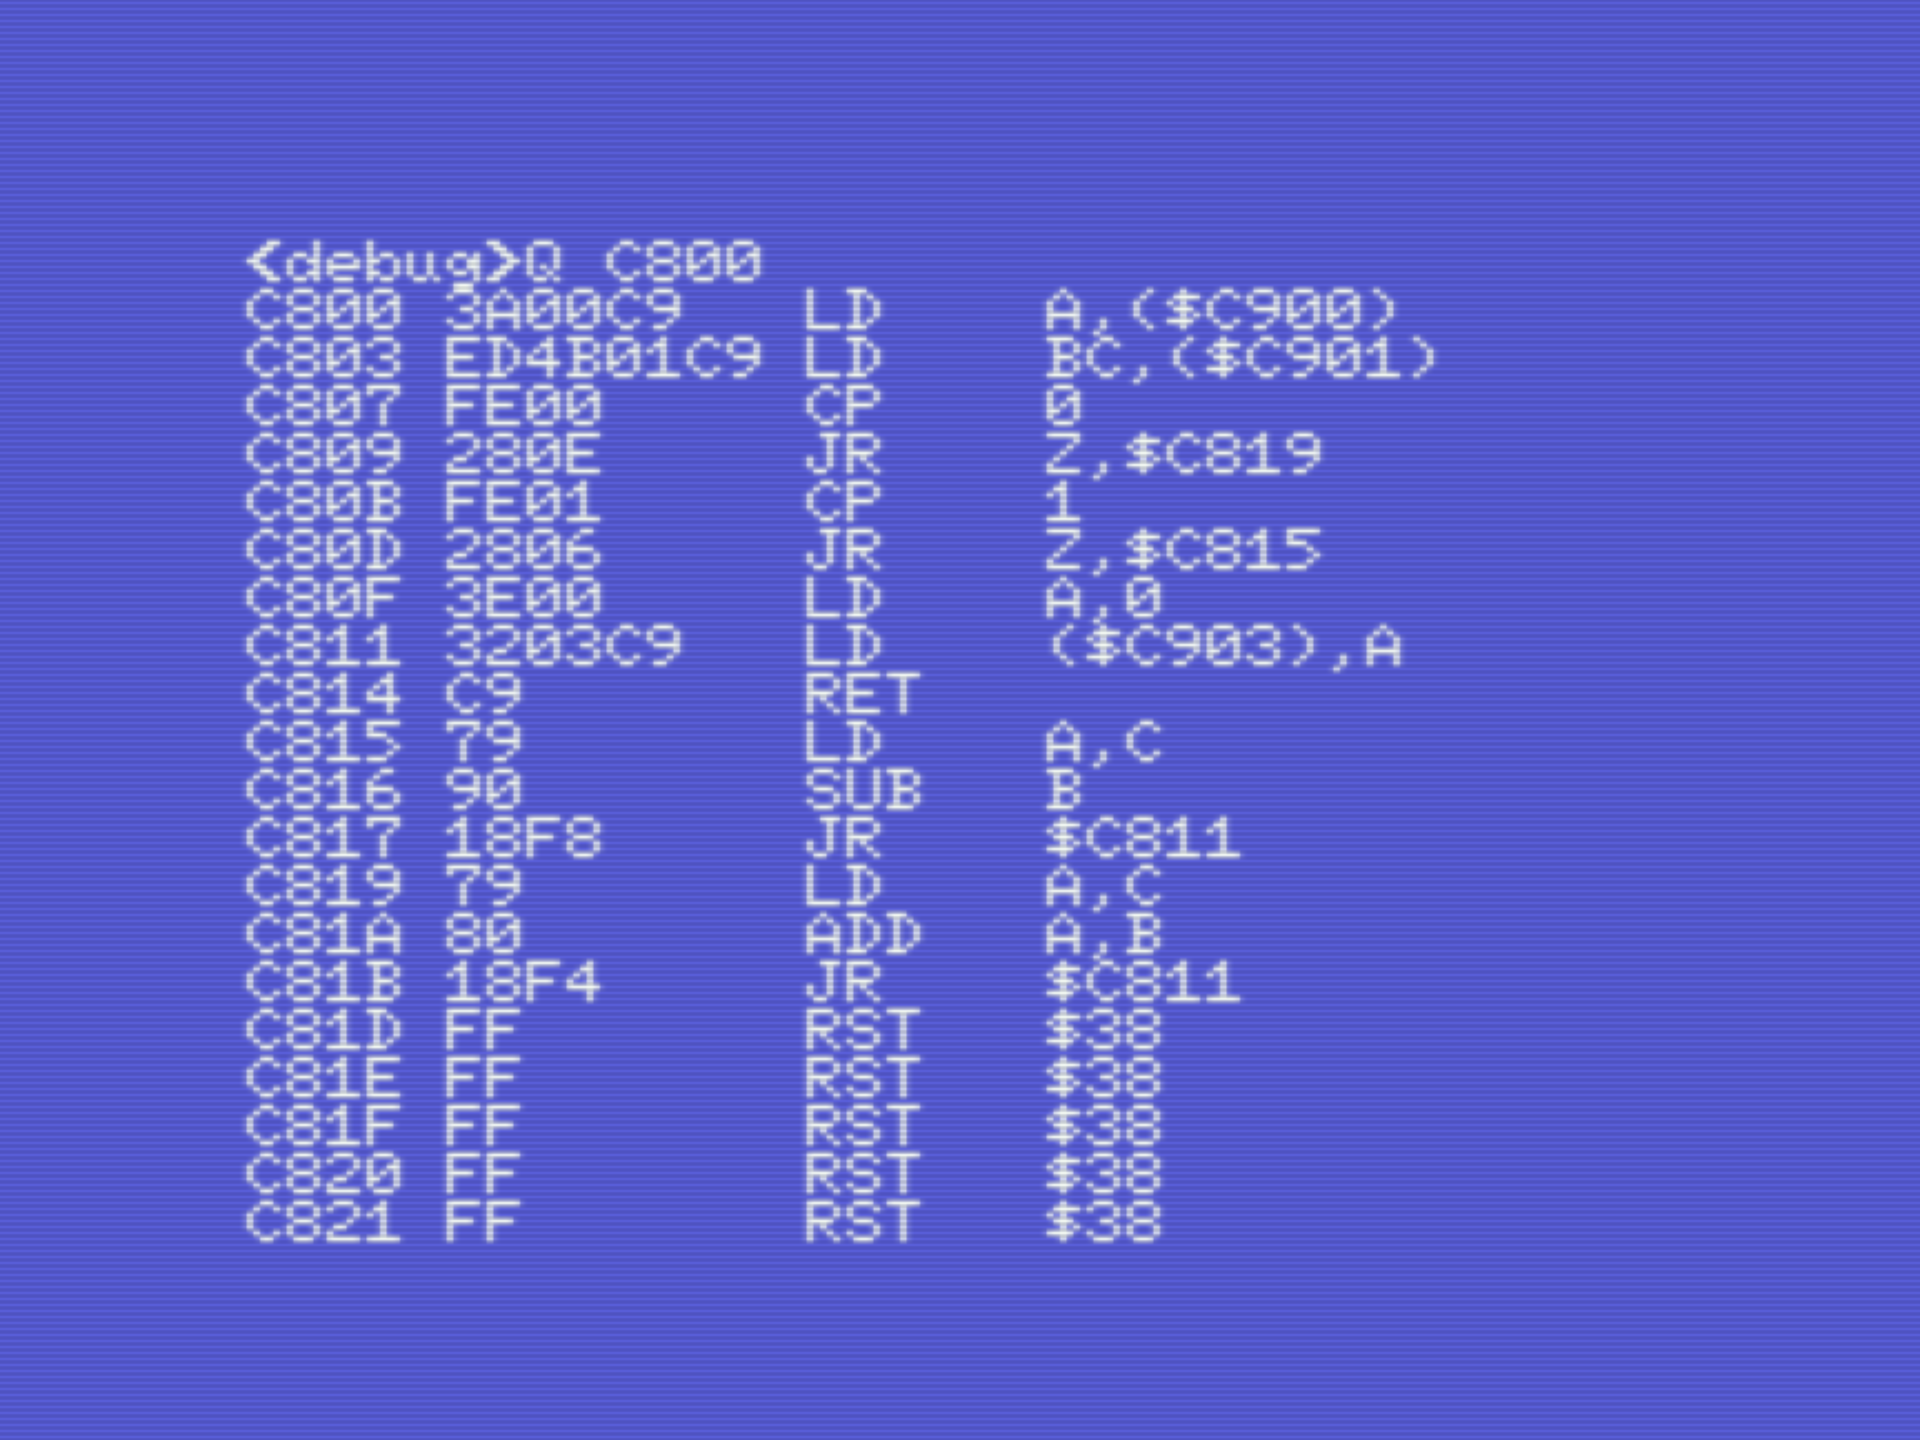 <debug>Q C800
C800 3A00C9   LD    A,($C900)
C803 ED4B01C9 LD    BC,($C901)
C807 FE00     CP    0
C809 280E     JR    Z,$C819
C80B FE01     CP    1
C80D 2806     JR    Z,$C815
C80F 3E00     LD    A,0
C811 3203C9   LD    ($C903),A
C814 C9       RET
C815 79       LD    A,C
C816 90       SUB   B
C817 18F8     JR    $C811
C819 79       LD    A,C
C81A 80       ADD   A,B
C81B 18F4     JR    $C811
C81D FF       RST   $38
C81E FF       RST   $38
C81F FF       RST   $38
C820 FF       RST   $38
C821 FF       RST   $38